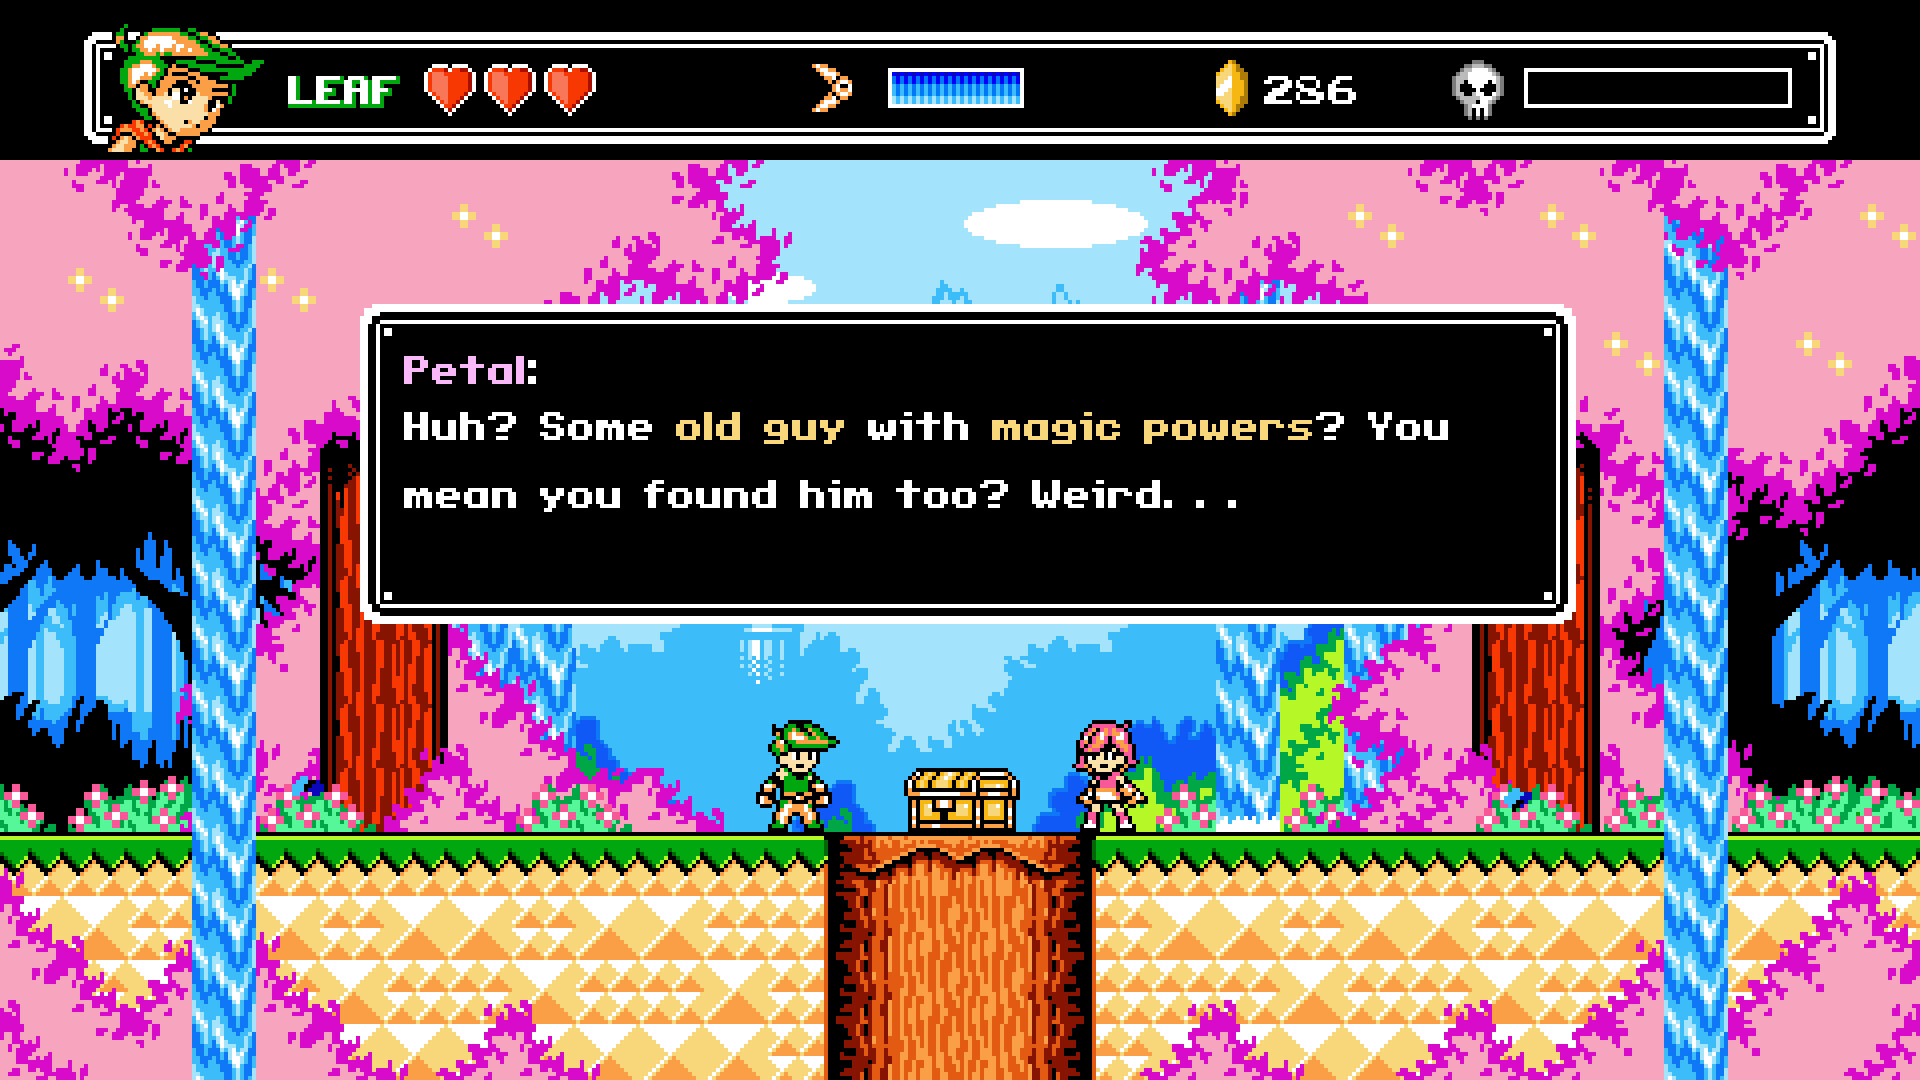 LEAF
286
Petal:
Huh? Some old guy with magic powers? You
mean you found him too? Weird...